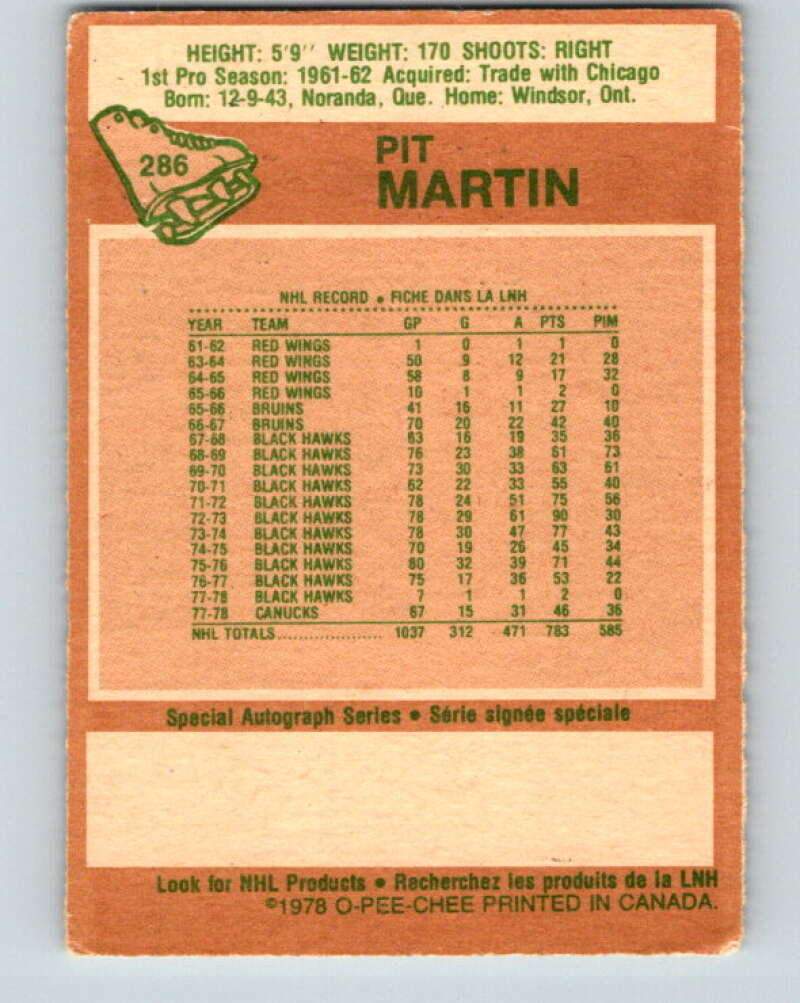 HEIGHT: 5'9'' WEIGHT: 170 SHOOTS: RIGHT
1st Pro Season: 1961-62 Acquired: Trade with Chicago
Born: 12-9-43, Noranda, Que. Home: Windsor, Ont.
286
PIT
MARTIN
NHL RECORD • FICHE DANS LA LNH
YEAR TEAM GP G A PTS PIM
61-62 RED WINGS 1 0 1 1 0
63-64 RED WINGS 50 9 12 21 28
64-65 RED WINGS 58 8 9 17 32
65-66 RED WINGS 10 1 1 2 0
65-66 BRUINS 41 16 11 27 10
66-67 BRUINS 70 20 22 42 40
67-68 BLACK HAWKS 63 16 19 35 36
68-69 BLACK HAWKS 76 23 38 61 73
69-70 BLACK HAWKS 73 30 33 63 61
70-71 BLACK HAWKS 62 22 33 55 40
71-72 BLACK HAWKS 78 24 51 75 56
72-73 BLACK HAWKS 78 29 61 90 30
73-74 BLACK HAWKS 78 30 47 77 43
74-75 BLACK HAWKS 70 19 26 45 34
75-76 BLACK HAWKS 80 32 39 71 44
76-77 BLACK HAWKS 75 17 36 53 22
77-78 BLACK HAWKS 7 1 1 2 0
77-78 CANUCKS 67 15 31 46 36
NHL TOTALS.................... 1037 312 471 783 585
Special Autograph Series • Série signée spéciale
Look for NHL Products • Recherchez les produits de la LNH
©1978 O-PEE-CHEE PRINTED IN CANADA.